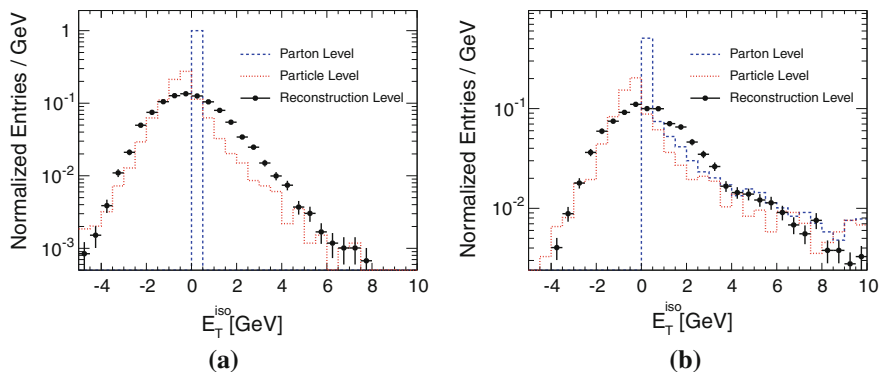 Normalized Entries / GeV
1
10-1
10-2
10-3
Parton Level
Particle Level
Reconstruction Level
-4 -2 0 2 4 6 8 10
E_T^iso [GeV]
(a)
Normalized Entries / GeV
1
10-1
10-2
Parton Level
Particle Level
Reconstruction Level
-4 -2 0 2 4 6 8 10
E_T^iso [GeV]
(b)